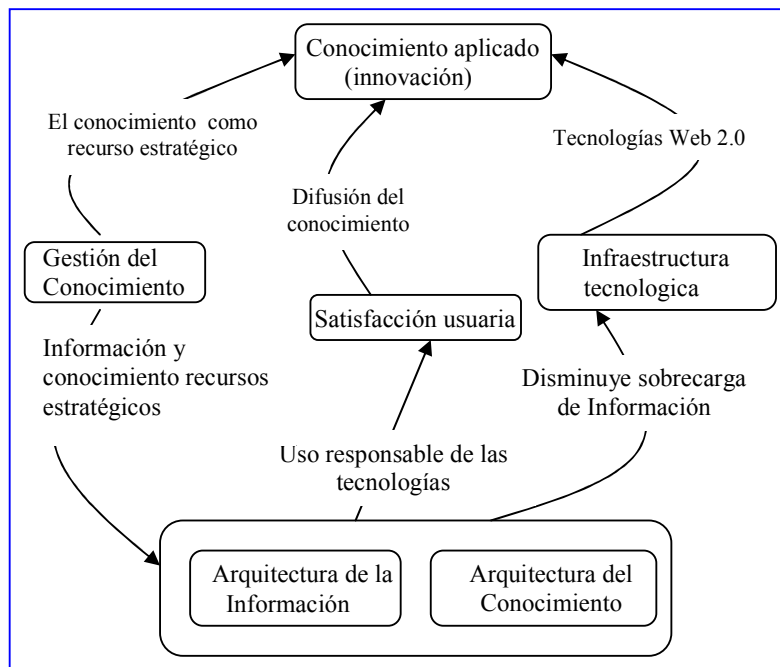 Conocimiento aplicado
(innovación)
El conocimiento como
recurso estratégico
Tecnologías Web 2.0
Difusión del
conocimiento
Gestión del
Conocimiento
Infraestructura
tecnologica
Satisfacción usuaria
Información y
conocimiento recursos
estratégicos
Disminuye sobrecarga
de Información
Uso responsable de las
tecnologías
Arquitectura de la
Información
Arquitectura del
Conocimiento